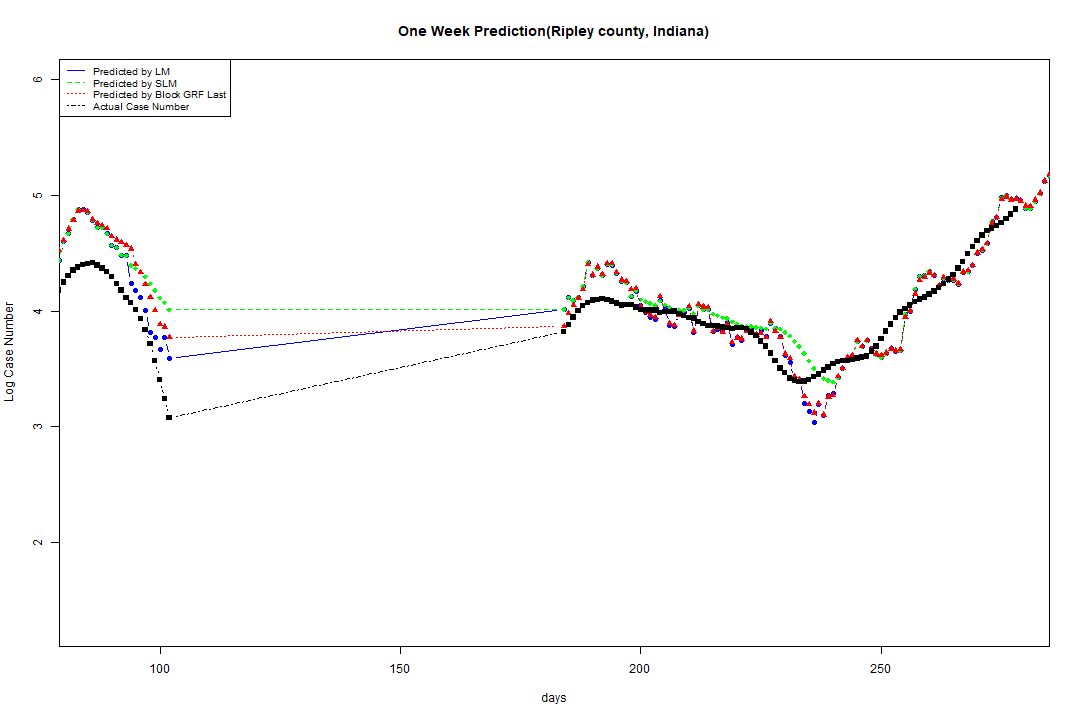 One Week Prediction(Ripley county, Indiana)
Predicted by LM
Predicted by SLM
Predicted by Block GRF Last
Actual Case Number
6
5
4
3
2
Log Case Number
100 150 200 250
days